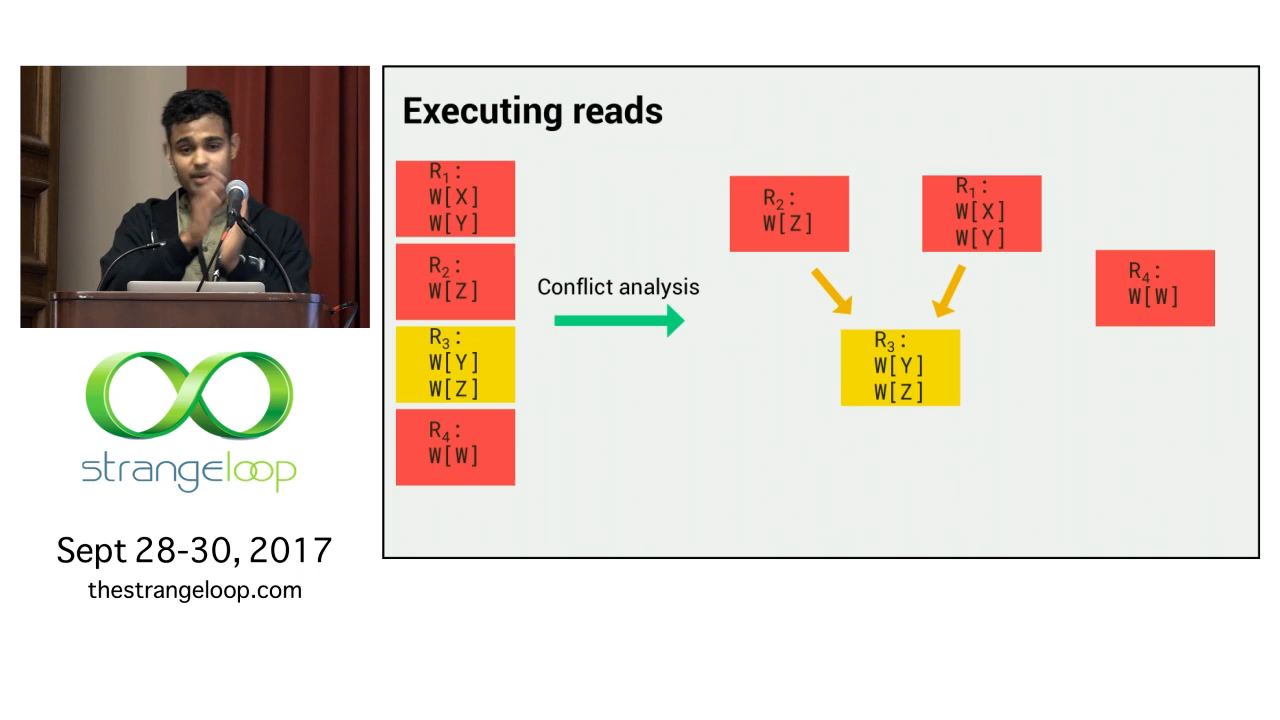 Executing reads
R1:
W[X]
W[Y]
R2:
W[Z]
R3:
W[Y]
W[Z]
R4:
W[W]
Conflict analysis
R2:
W[Z]
R1:
W[X]
W[Y]
R3:
W[Y]
W[Z]
R4:
W[W]
strangeloop
Sept 28-30, 2017
thestrangeloop.com